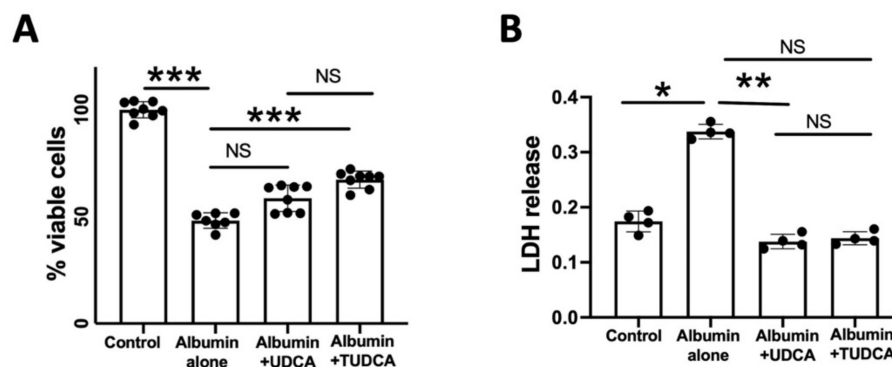 A
% viable cells
100
50
0
***
NS
***
NS
Control
Albumin
alone
Albumin
+UDCA
Albumin
+TUDCA
B
LDH release
0.4
0.3
0.2
0.1
0.0
NS
*
**
NS
Control
Albumin
alone
Albumin
+UDCA
Albumin
+TUDCA